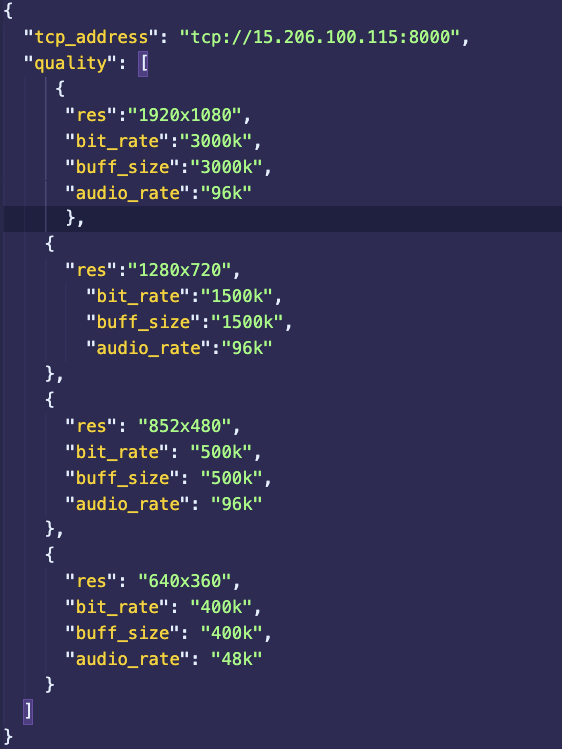 {
"tcp_address": "tcp://15.206.100.115:8000",
"quality": [
{
"res":"1920x1080",
"bit_rate":"3000k",
"buff_size":"3000k",
"audio_rate":"96k"
},
{
"res":"1280x720",
"bit_rate":"1500k",
"buff_size":"1500k",
"audio_rate":"96k"
},
{
"res": "852x480",
"bit_rate": "500k",
"buff_size": "500k",
"audio_rate": "96k"
},
{
"res": "640x360",
"bit_rate": "400k",
"buff_size": "400k",
"audio_rate": "48k"
}
]
}